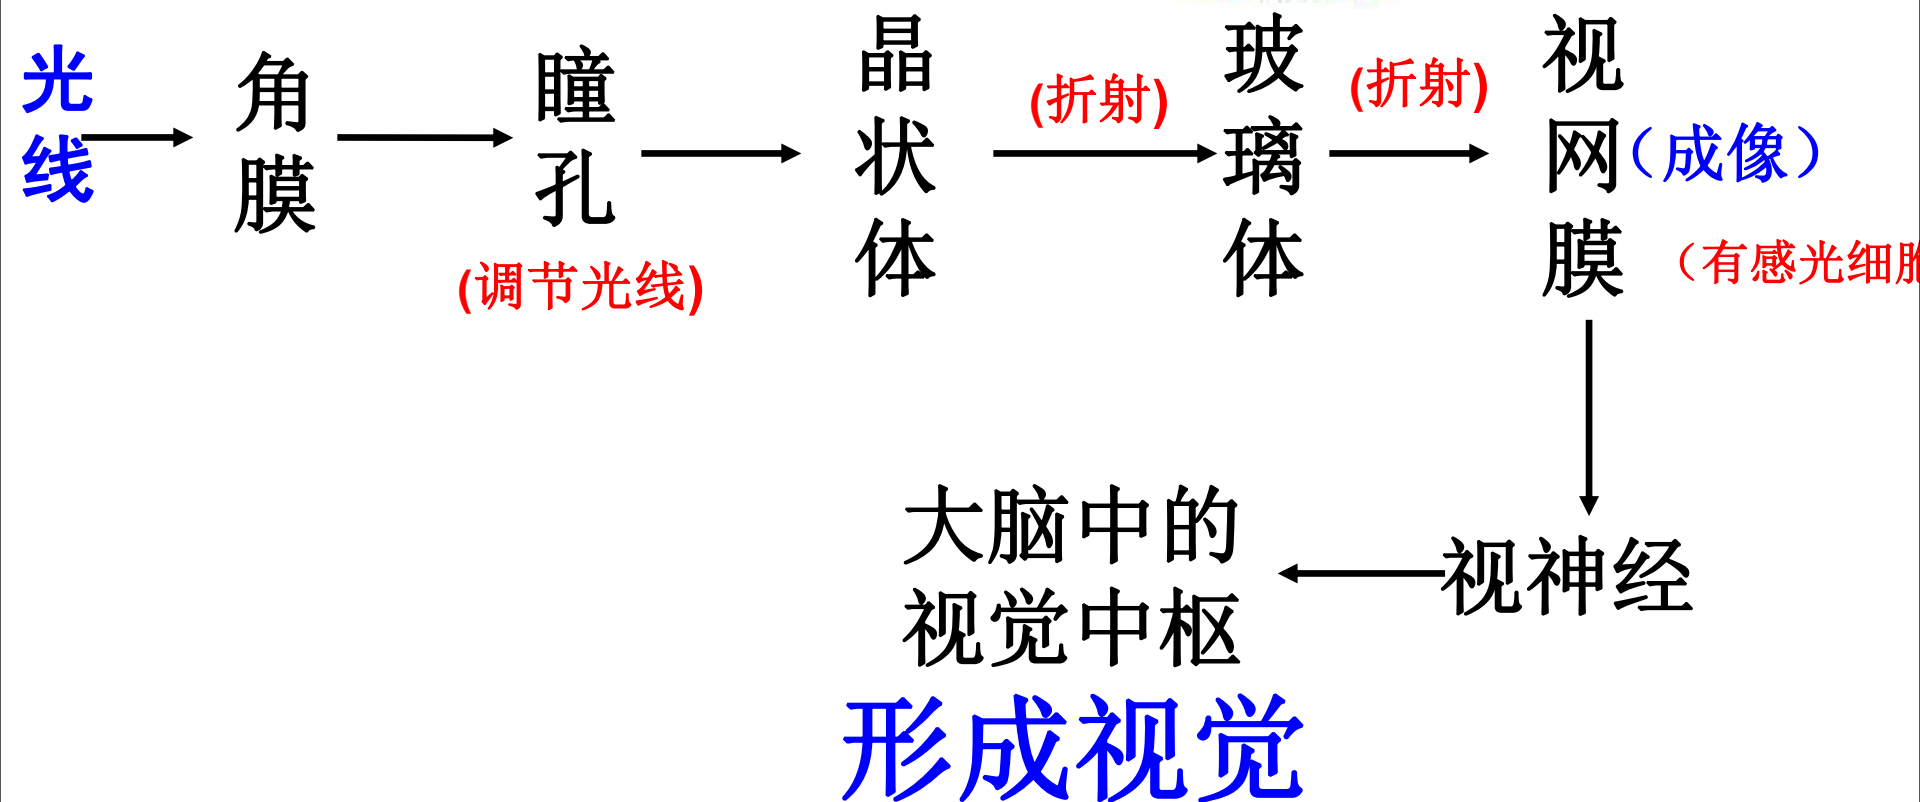 光线
角膜
瞳孔
(调节光线)
晶状体
(折射)
玻璃体
(折射)
视网膜
（成像）
（有感光细胞
视神经
大脑中的
视觉中枢
形成视觉